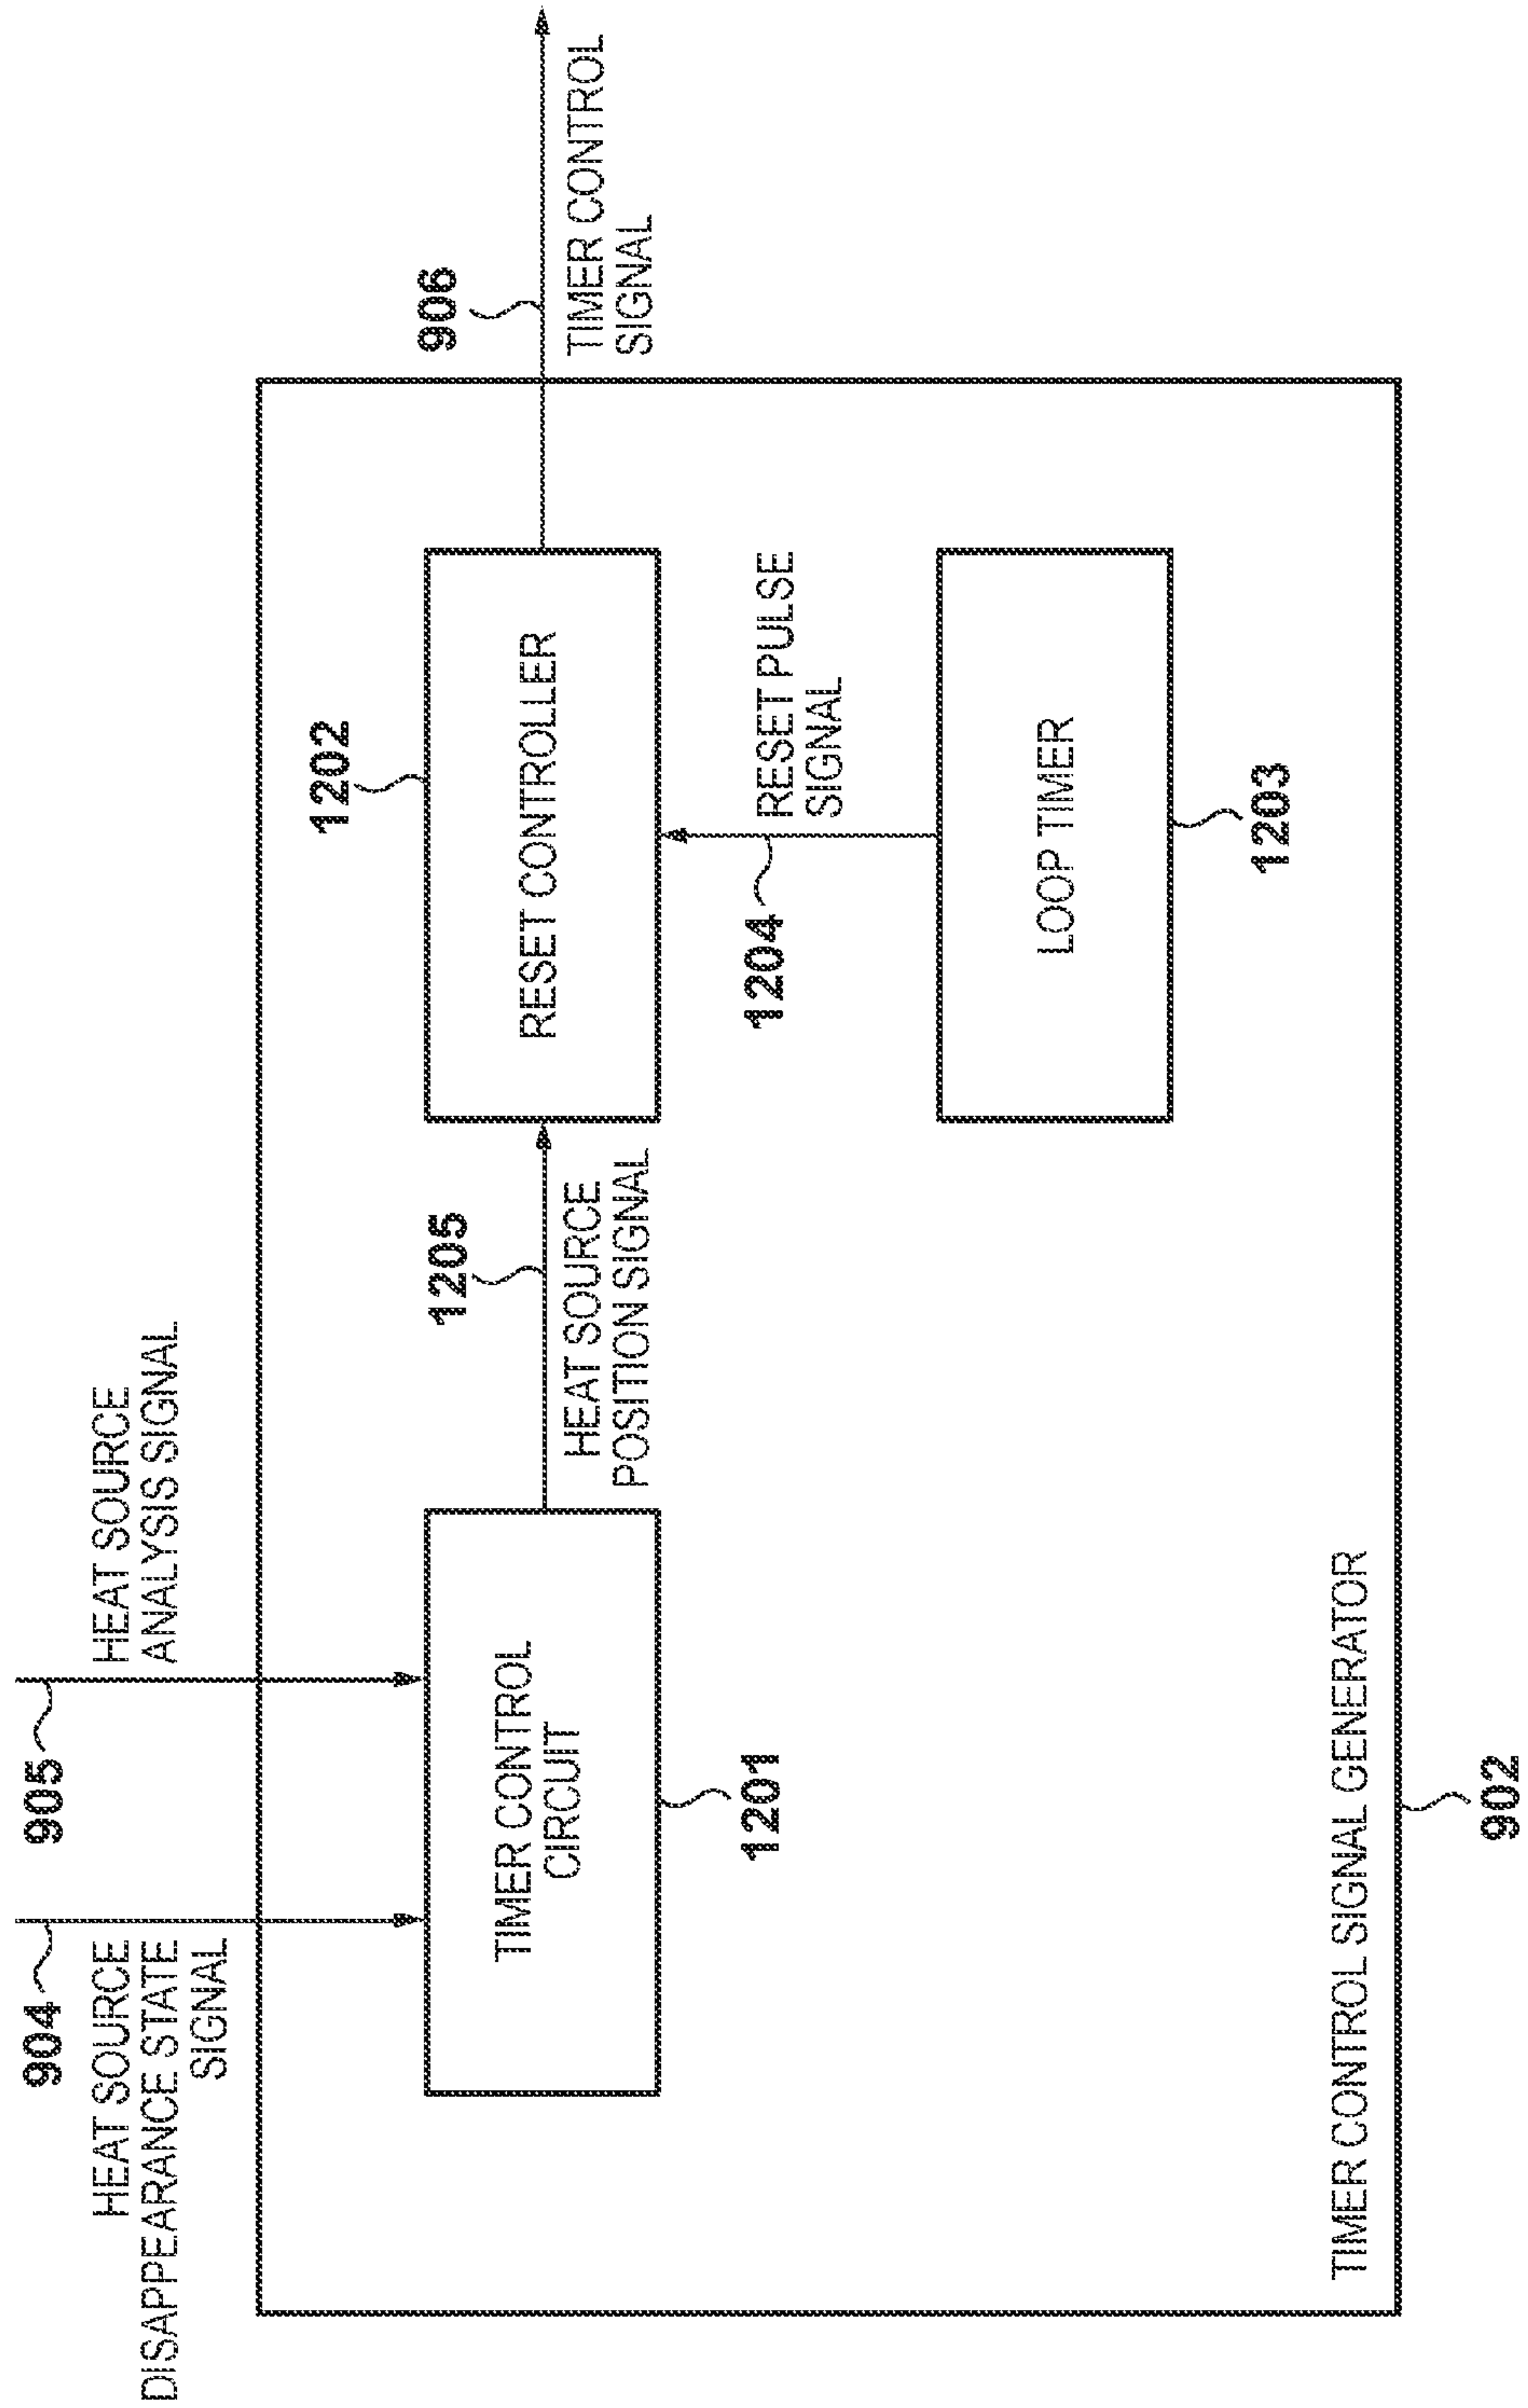 904
HEAT SOURCE
DISAPPEARANCE STATE
SIGNAL
905
HEAT SOURCE
ANALYSIS SIGNAL
TIMER CONTROL
CIRCUIT
1201
1205
HEAT SOURCE
POSITION SIGNAL
1202
RESET CONTROLLER
906
TIMER CONTROL
SIGNAL
1204
RESET PULSE
SIGNAL
LOOP TIMER
1203
TIMER CONTROL SIGNAL GENERATOR
902